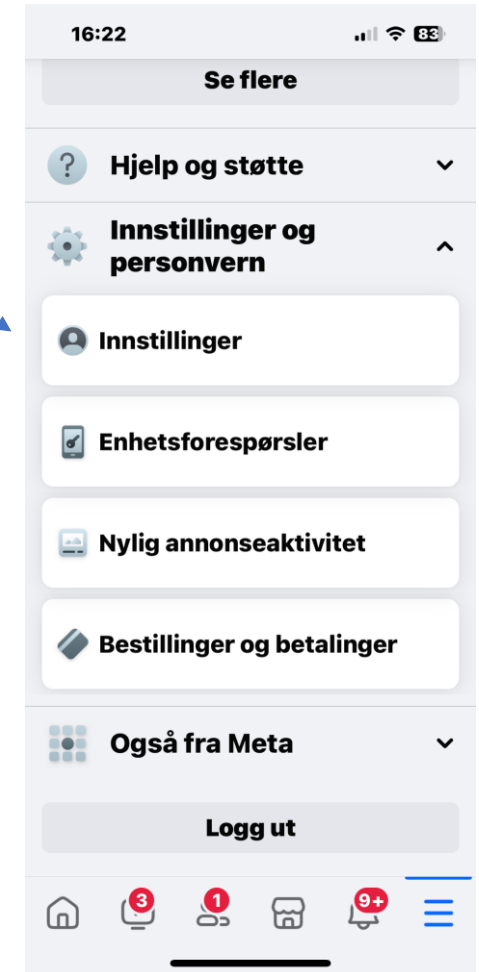 16:22
83
Se flere
Hjelp og støtte
Innstillinger og
personvern
Innstillinger
Enhetsforespørsler
Nylig annonseaktivitet
Bestillinger og betalinger
Også fra Meta
Logg ut
3
1
9+